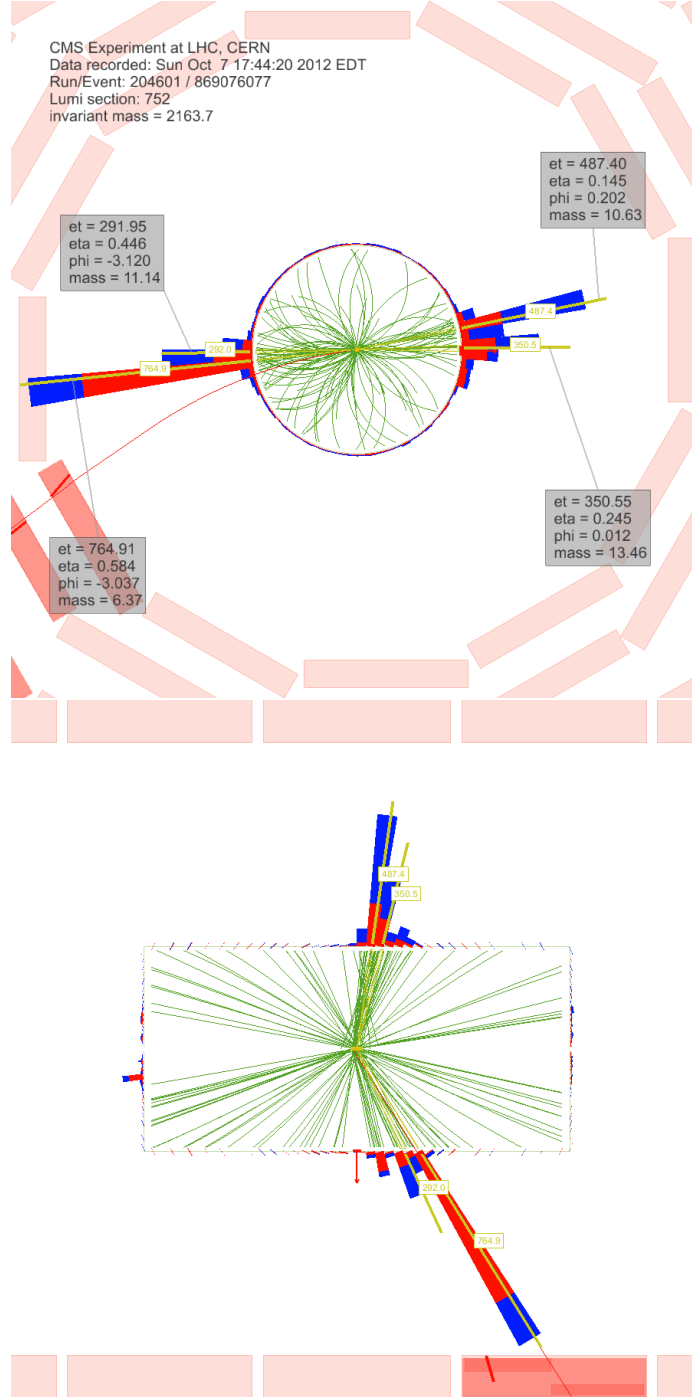 CMS Experiment at LHC, CERN
Data recorded: Sun Oct 7 17:44:20 2012 EDT
Run/Event: 204601 / 869076077
Lumi section: 752
invariant mass = 2163.7
et = 487.40
eta = 0.145
phi = 0.202
mass = 10.63
et = 291.95
eta = 0.446
phi = -3.120
mass = 11.14
487.4
350.5
292.0
764.9
et = 350.55
eta = 0.245
phi = 0.012
mass = 13.46
et = 764.91
eta = 0.584
phi = -3.037
mass = 6.37
487.4
350.5
292.0
764.9